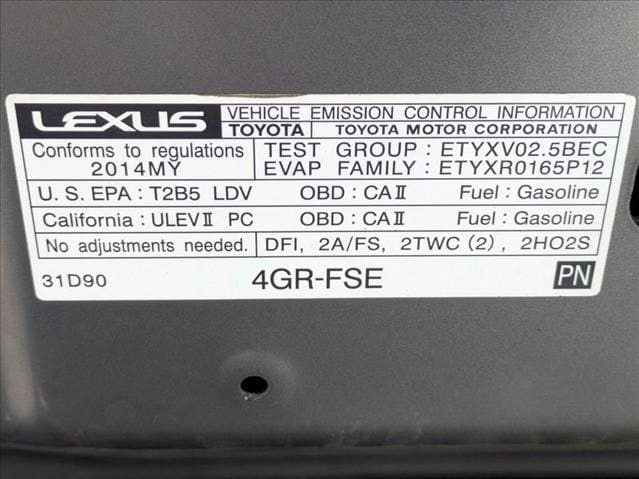 LEXUS VEHICLE EMISSION CONTROL INFORMATION
TOYOTA TOYOTA MOTOR CORPORATION
Conforms to regulations
2014MY
TEST GROUP : ETYXV02.5BEC
EVAP FAMILY : ETYXR0165P12
U. S. EPA : T2B5 LDV OBD : CAⅡ Fuel : Gasoline
California : ULEVⅡ PC OBD : CAⅡ Fuel : Gasoline
No adjustments needed. DFI, 2A/FS, 2TWC (2) , 2HO2S
31D90 4GR-FSE PN